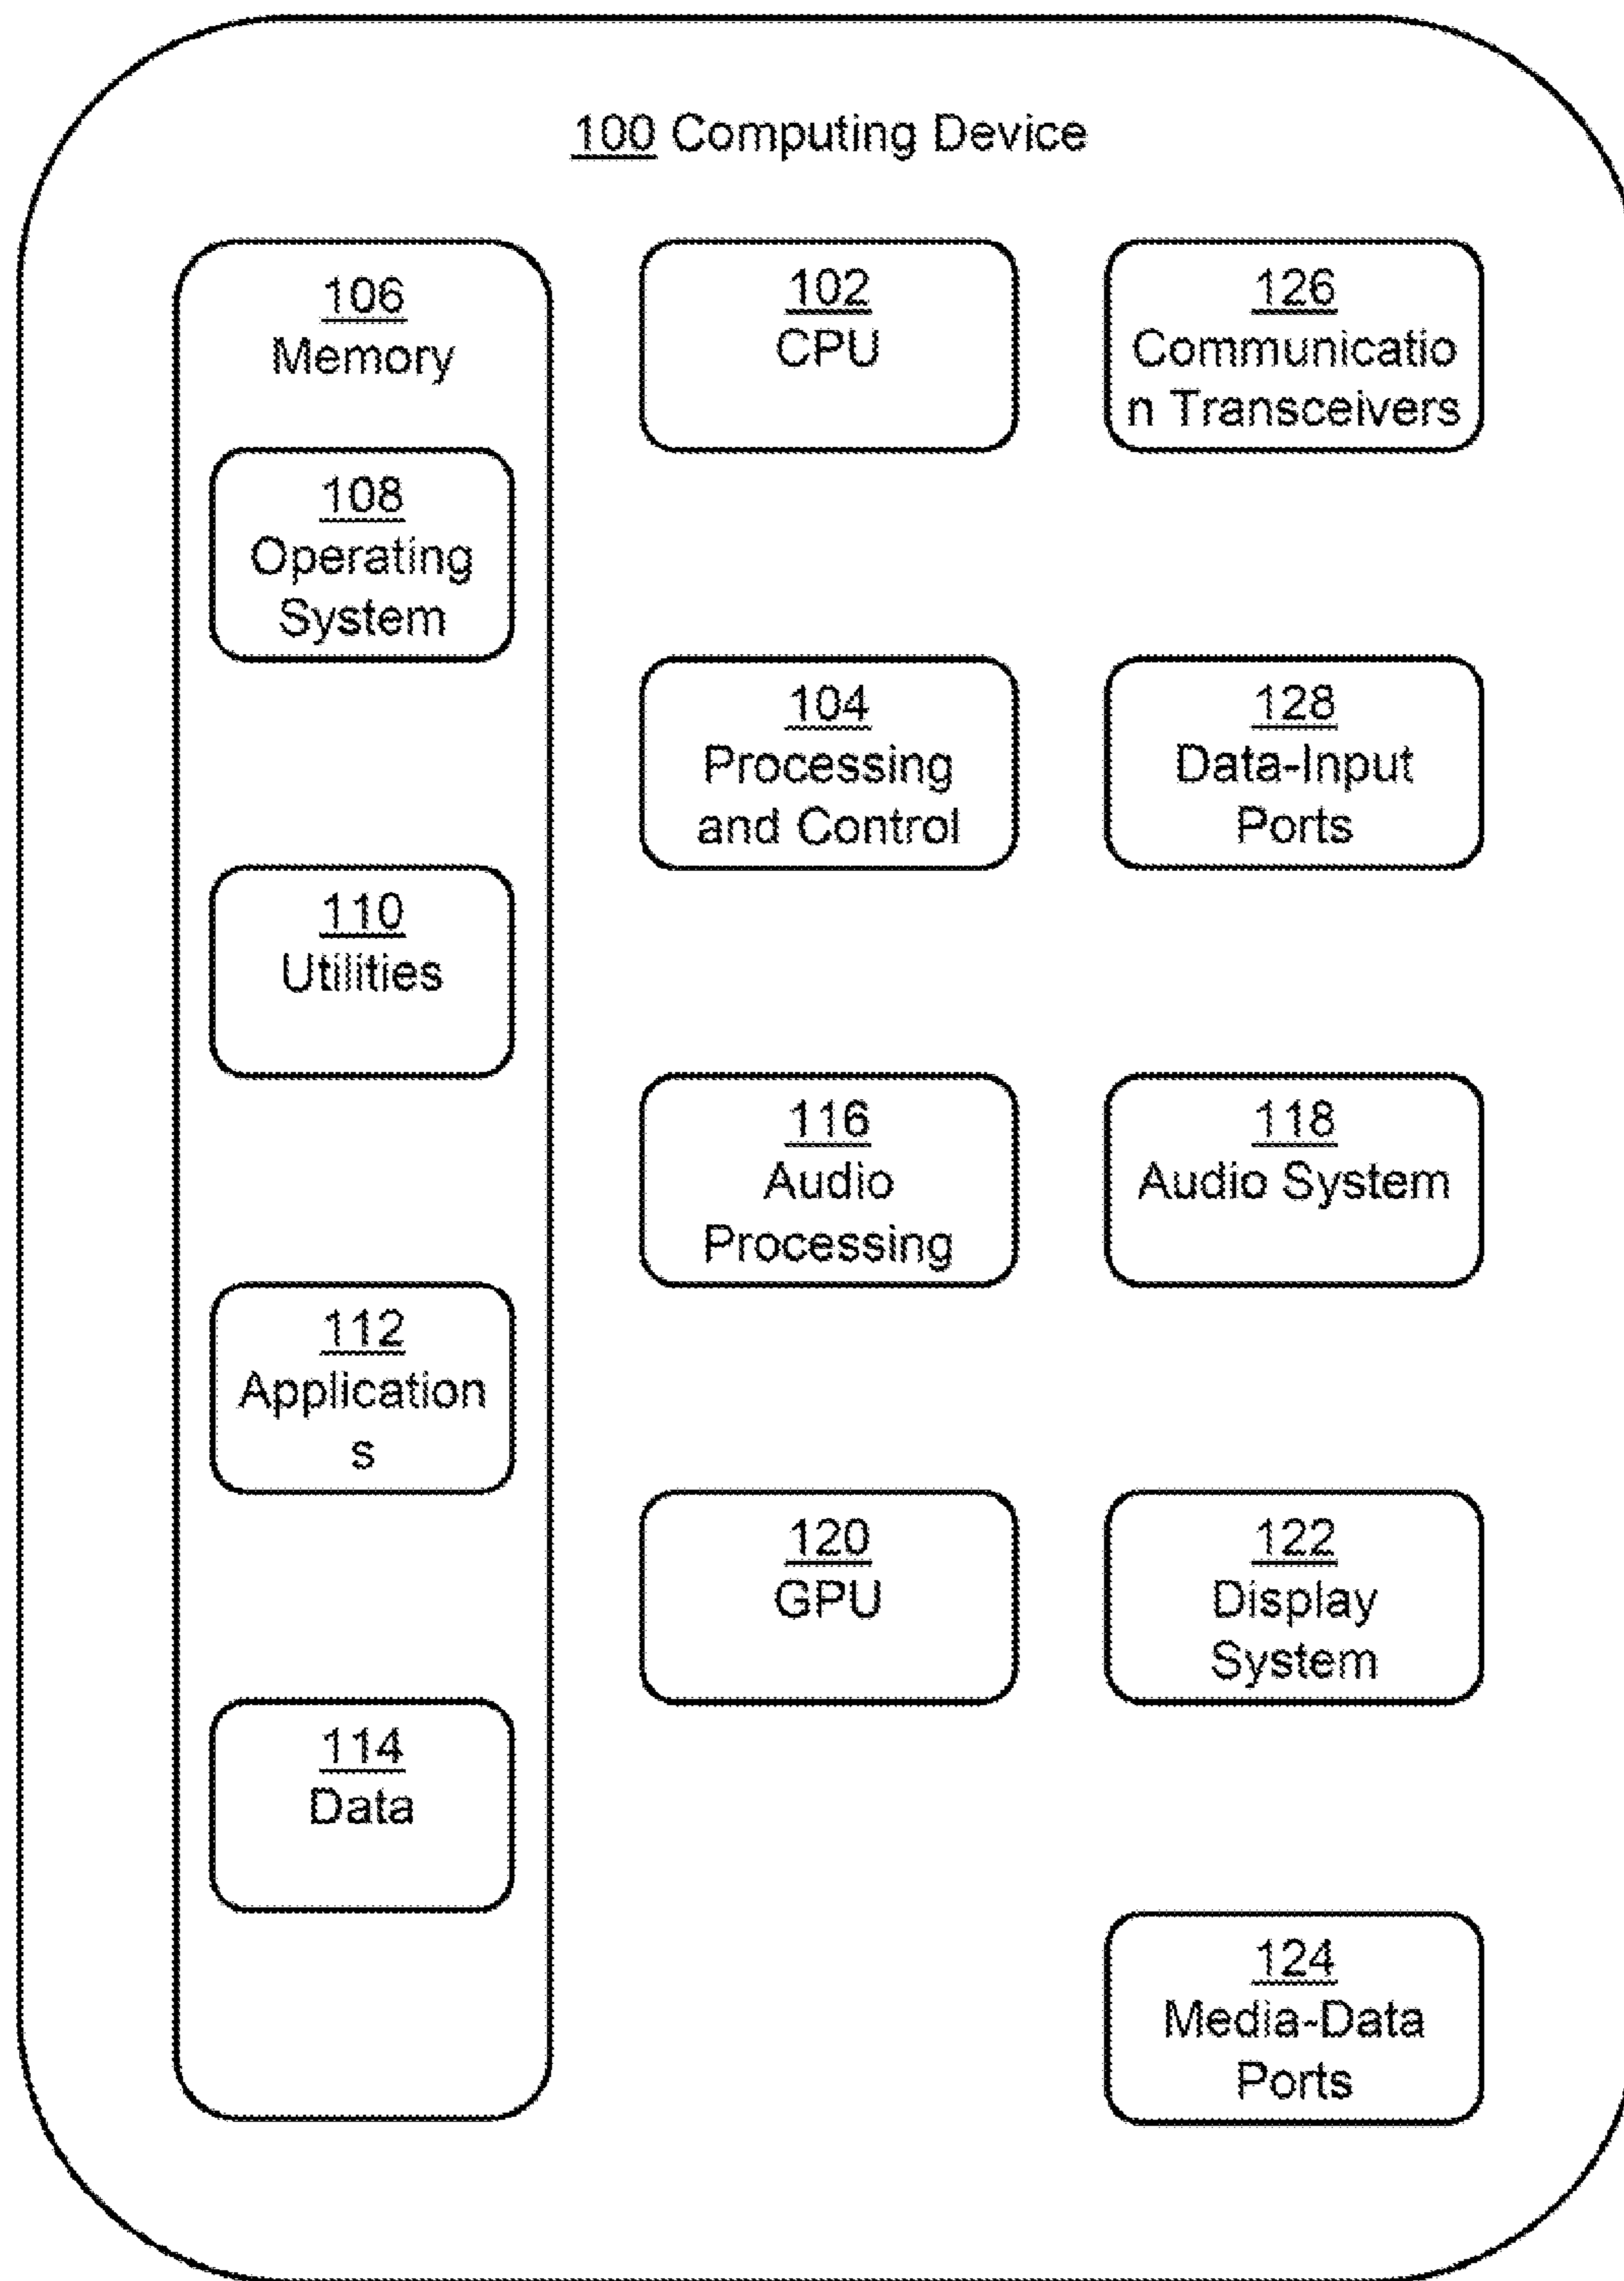 100 Computing Device
106
Memory
108
Operating
System
110
Utilities
112
Application
s
114
Data
102
CPU
104
Processing
and Control
116
Audio
Processing
120
GPU
126
Communicatio
n Transceivers
128
Data-Input
Ports
118
Audio System
122
Display
System
124
Media-Data
Ports